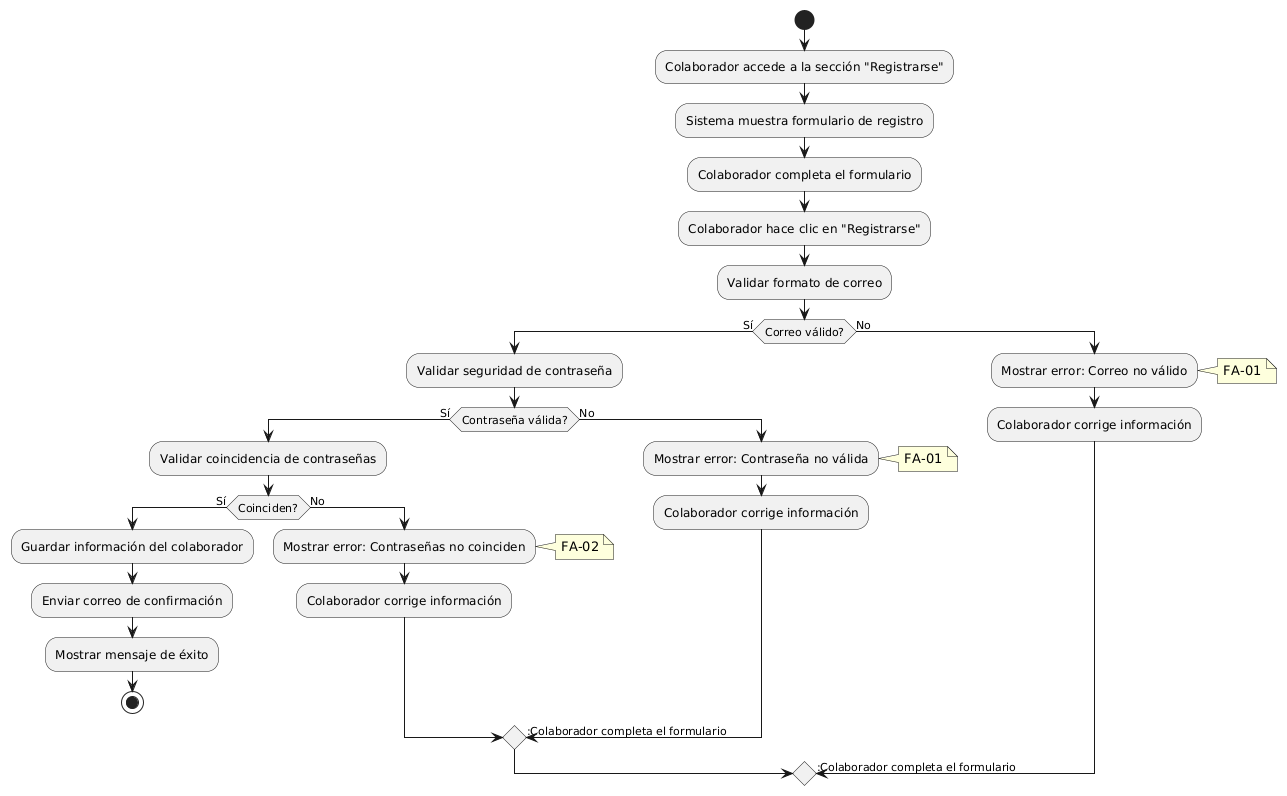 Colaborador accede a la sección "Registrarse"
Sistema muestra formulario de registro
Colaborador completa el formulario
Colaborador hace clic en "Registrarse"
Validar formato de correo
Correo válido?
Sí
No
Validar seguridad de contraseña
Mostrar error: Correo no válido
FA-01
Contraseña válida?
Sí
No
Colaborador corrige información
Validar coincidencia de contraseñas
Mostrar error: Contraseña no válida
FA-01
Coinciden?
Sí
No
Colaborador corrige información
Guardar información del colaborador
Mostrar error: Contraseñas no coinciden
FA-02
Enviar correo de confirmación
Colaborador corrige información
Mostrar mensaje de éxito
:Colaborador completa el formulario
:Colaborador completa el formulario